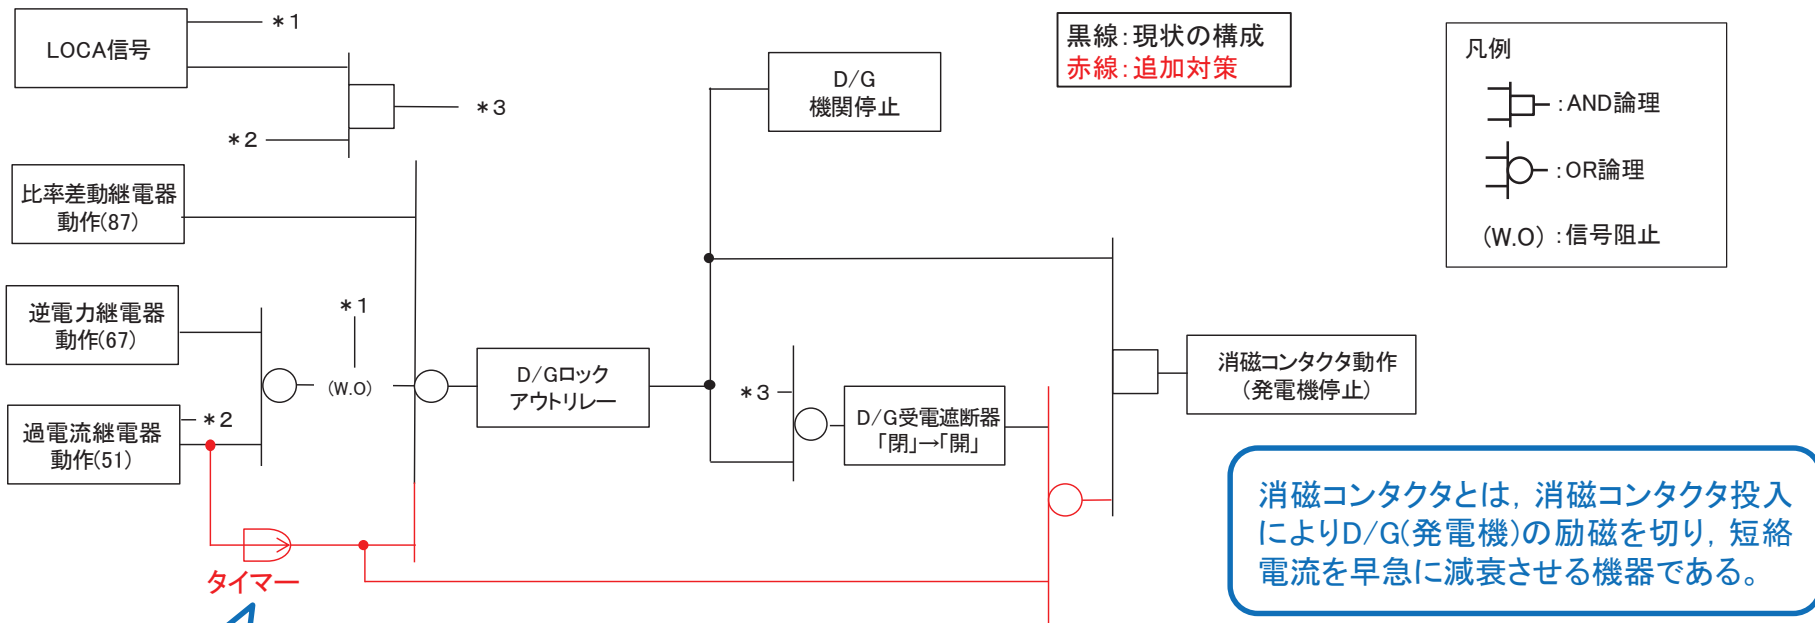 LOCA信号
*1
*2
*3
比率差動継電器
動作(87)
逆電力継電器
動作(67)
過電流継電器
動作(51)
*2
*1
(W.O)
タイマー
D/Gロック
アウトリレー
D/G
機関停止
*3
D/G受電遮断器
「閉」→「開」
消磁コンタクタ動作
(発電機停止)
黒線:現状の構成
赤線:追加対策
凡例
:AND論理
:OR論理
(W.O) :信号阻止
消磁コンタクタとは, 消磁コンタクタ投入
によりD/G(発電機)の励磁を切り, 短絡
電流を早急に減衰させる機器である。